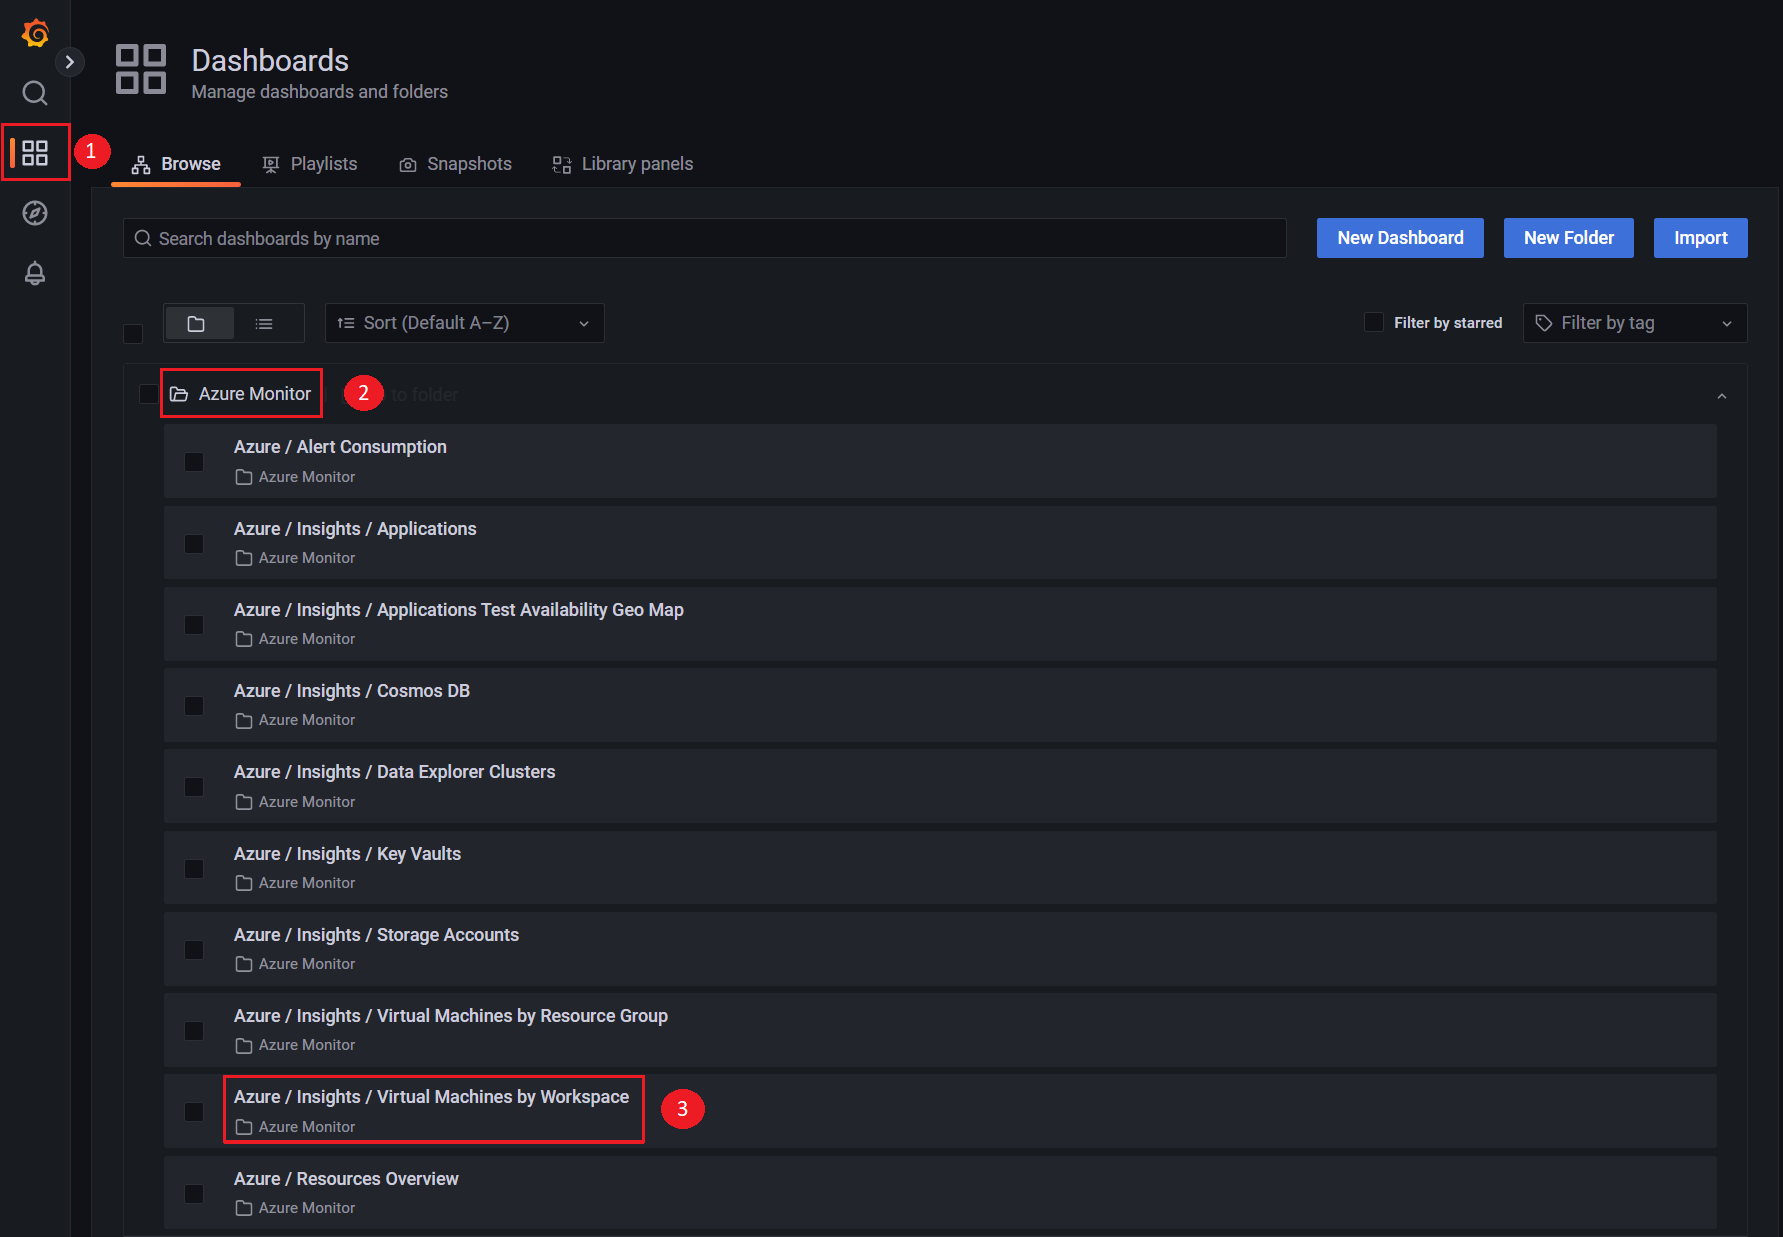 Dashboards
Manage dashboards and folders
1
Browse
Playlists
Snapshots
Library panels
Search dashboards by name
New Dashboard
New Folder
Import
Sort (Default A–Z)
Filter by starred
Filter by tag
Azure Monitor
2
to folder
Azure / Alert Consumption
Azure Monitor
Azure / Insights / Applications
Azure Monitor
Azure / Insights / Applications Test Availability Geo Map
Azure Monitor
Azure / Insights / Cosmos DB
Azure Monitor
Azure / Insights / Data Explorer Clusters
Azure Monitor
Azure / Insights / Key Vaults
Azure Monitor
Azure / Insights / Storage Accounts
Azure Monitor
Azure / Insights / Virtual Machines by Resource Group
Azure Monitor
Azure / Insights / Virtual Machines by Workspace
Azure Monitor
3
Azure / Resources Overview
Azure Monitor